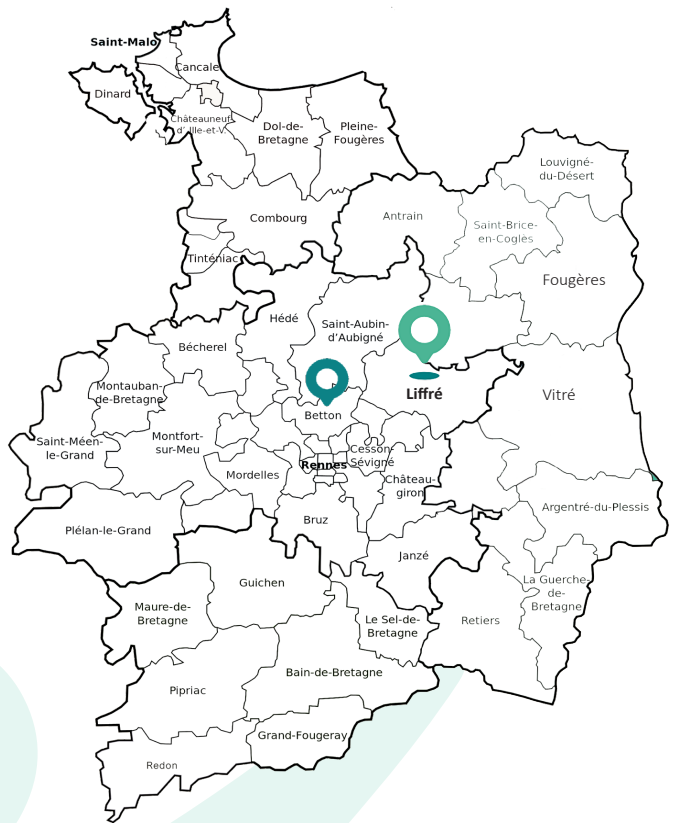 Saint-Malo
Cancale
Dinard
Châteauneuf-
d'Ille-et-V.
Dol-de-
Bretagne
Pleine-
Fougères
Louvigné-
du-Désert
Combourg
Antrain
Saint-Brice-
en-Coglès
Tinténiac
Fougères
Hédé
Saint-Aubin-
d'Aubigné
Bécherel
Montauban-
de-Bretagne
Liffré
Vitré
Betton
Saint-Méen-
le-Grand
Montfort-
sur-Meu
Cesson-
Sévigné
Rennes
Mordelles
Château-
giron
Argentré-du-Plessis
Plélan-le-Grand
Bruz
Janzé
Guichen
La Guerche-
de-
Bretagne
Maure-de-
Bretagne
Le Sel-de-
Bretagne
Retiers
Bain-de-Bretagne
Pipriac
Grand-Fougeray
Redon